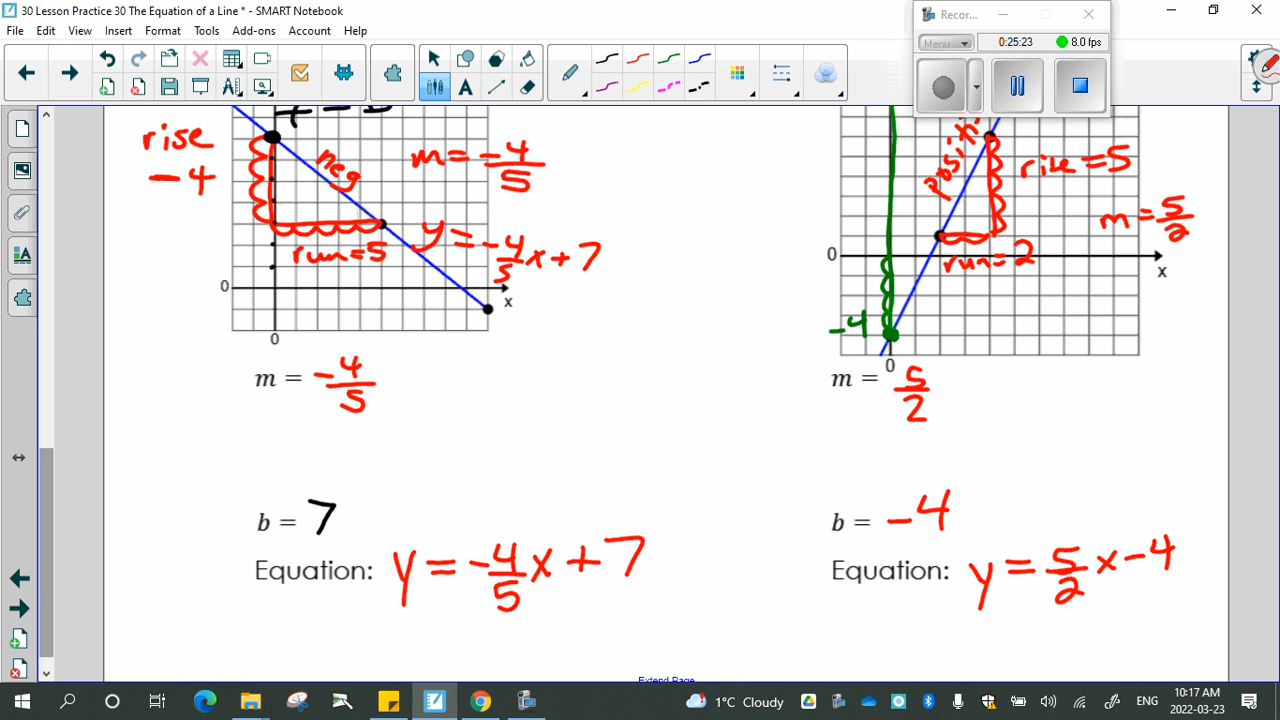 30 Lesson Practice 30 The Equation of a Line * - SMART Notebook
Recor...
File Edit View Insert Format Tools Add-ons Account Help
Menu 0:25:23 8.0 fps
rise
-4
neg
m = -4/5
run=5
y = -4/5x+7
0
x
0
m = -4/5
b = 7
Equation: y = -4/5x+7
rise=5
m=5/2
0
run=2
x
-4
0
m = 5/2
b = -4
Equation: y = 5/2x-4
Extend Page
1°C Cloudy
ENG
10:17 AM
2022-03-23